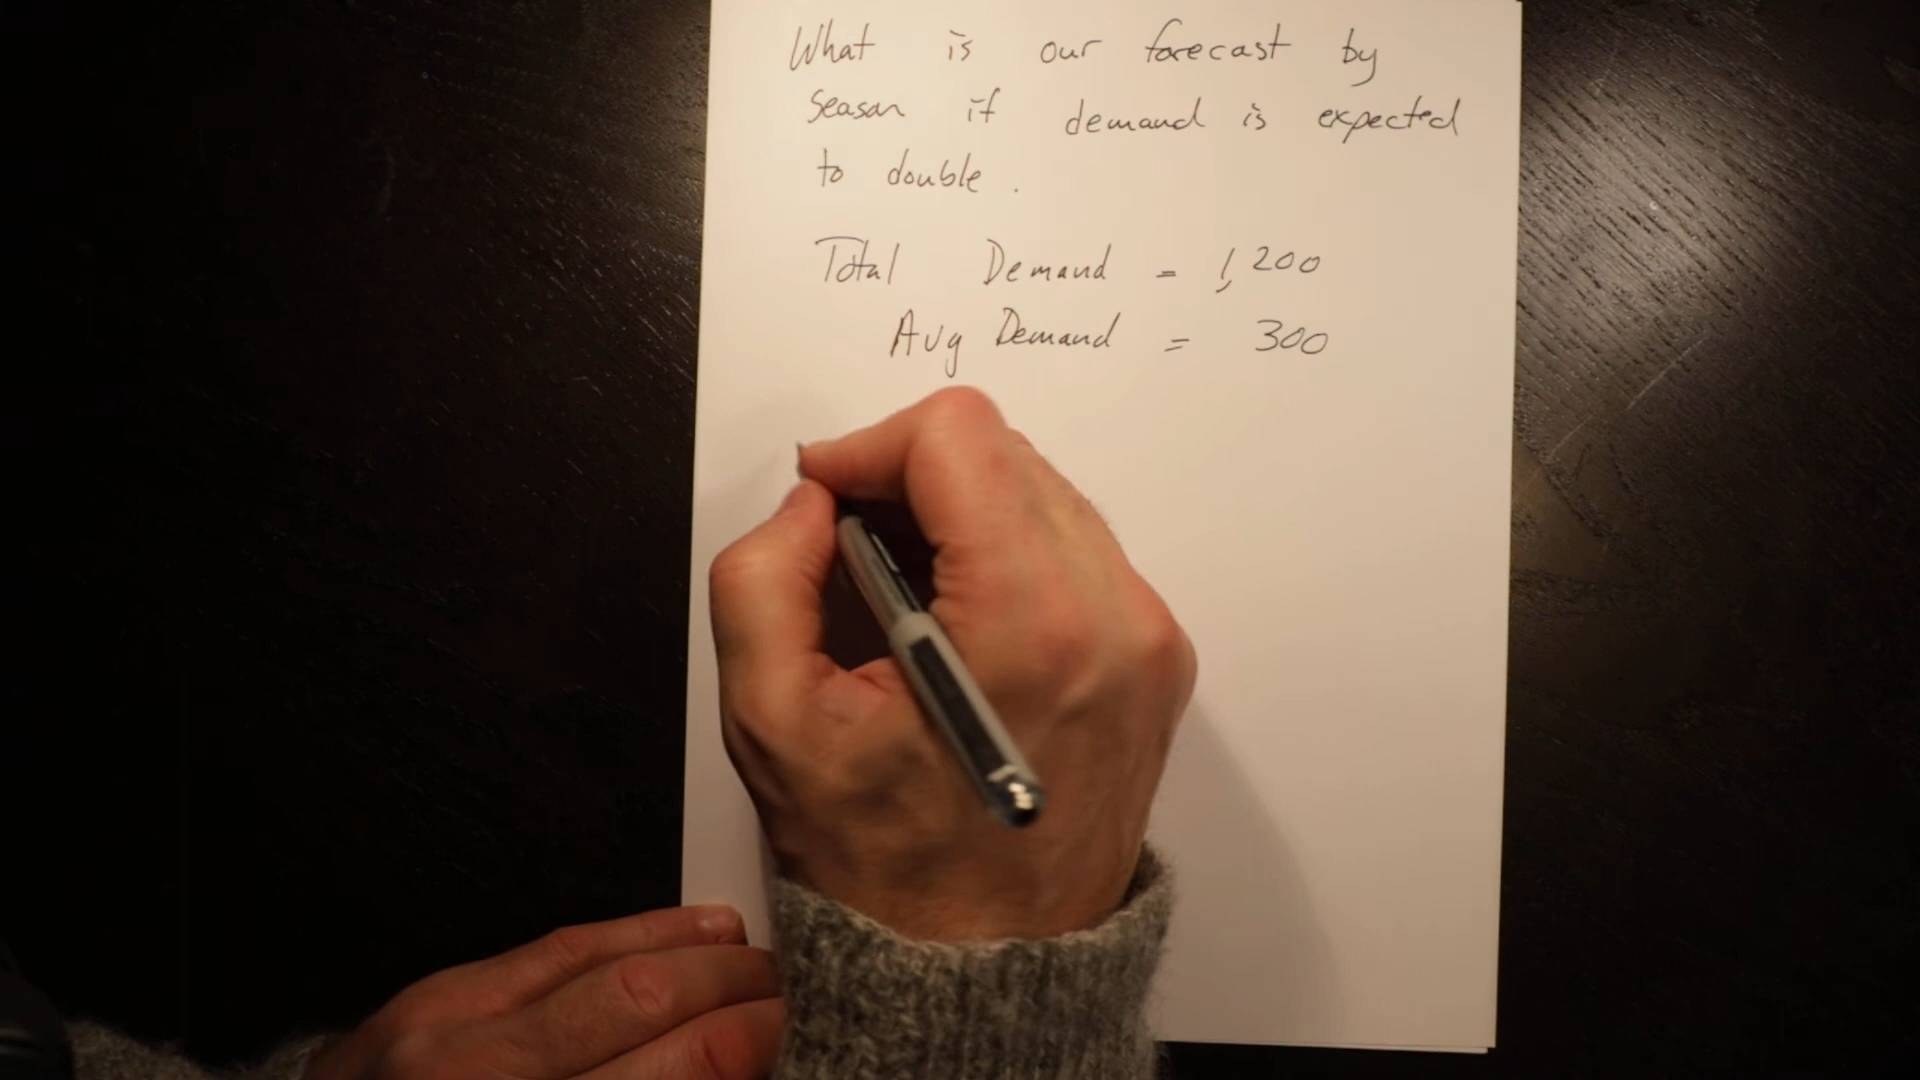 What is our forecast by
season if demand is expected
to double.
Total Demand = 1,200
Avg Demand = 300